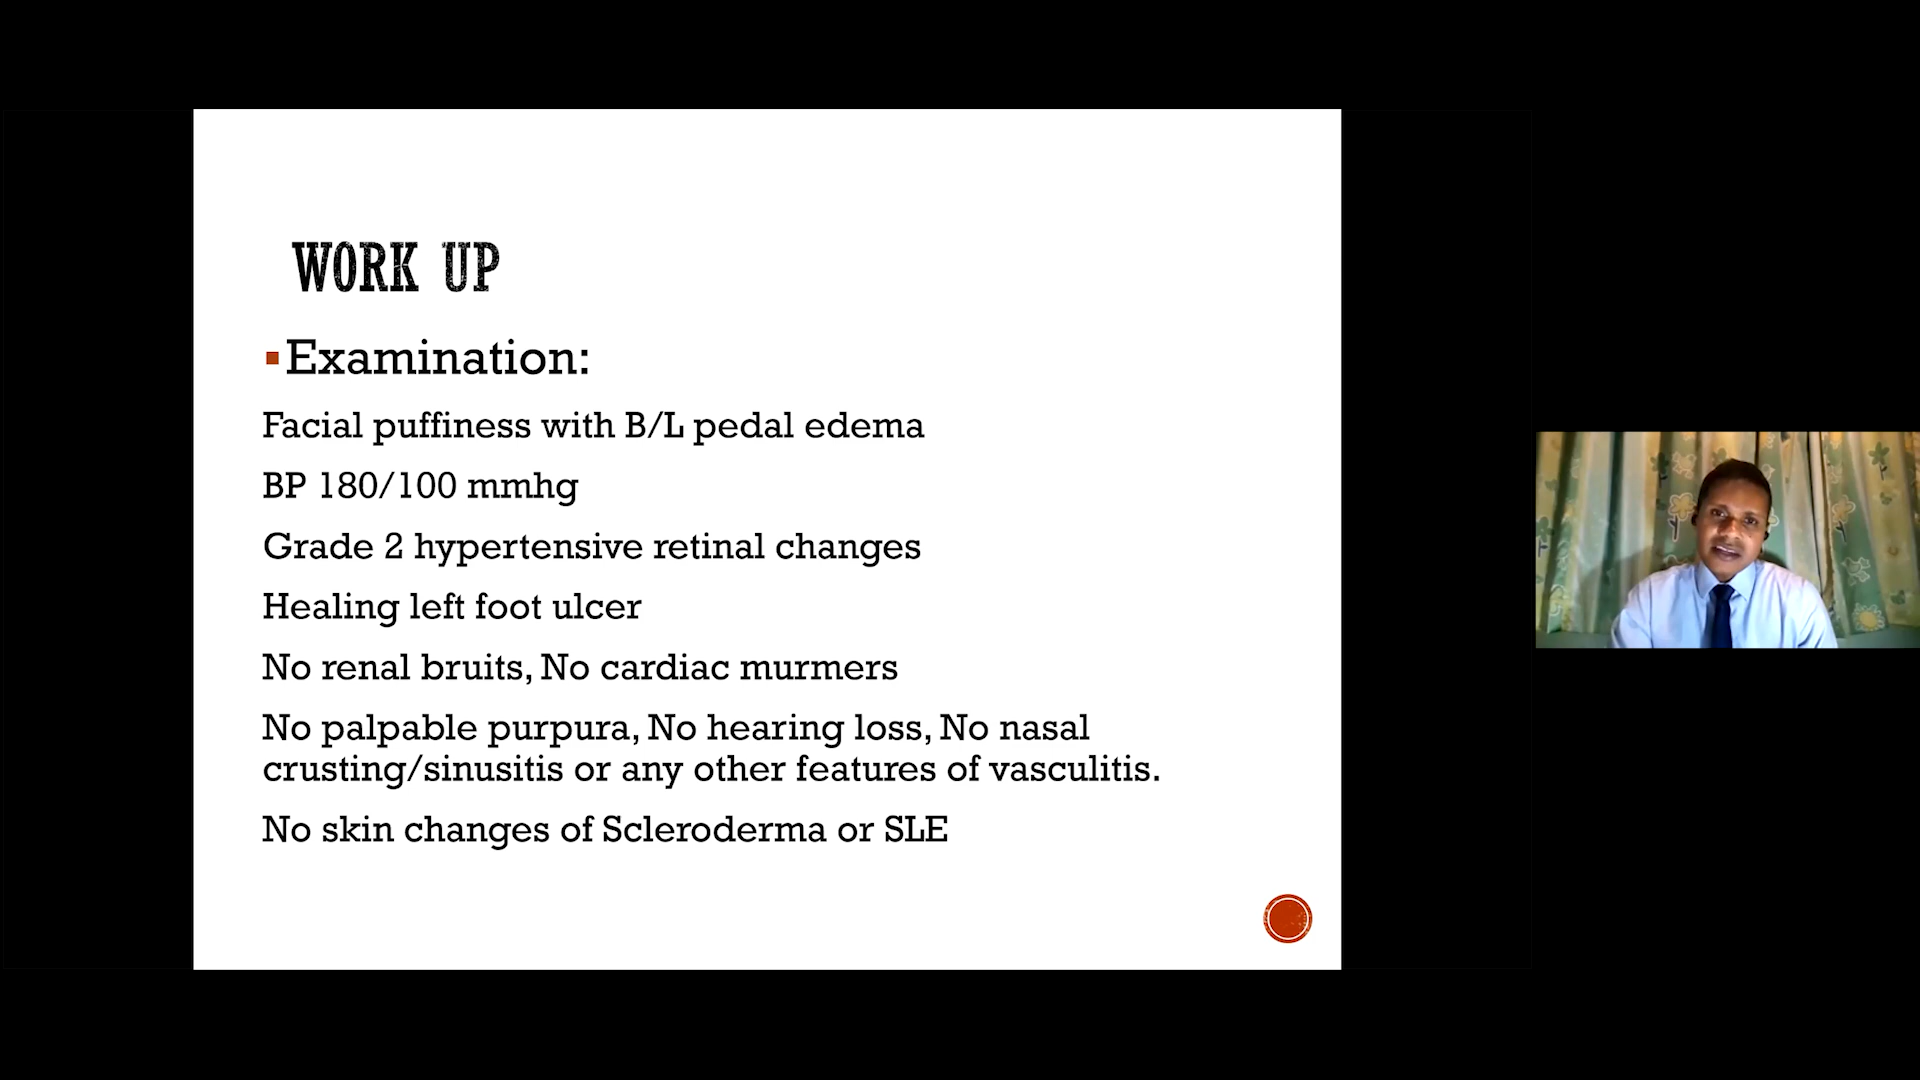 WORK UP
▪Examination:
Facial puffiness with B/L pedal edema
BP 180/100 mmhg
Grade 2 hypertensive retinal changes
Healing left foot ulcer
No renal bruits, No cardiac murmers
No palpable purpura, No hearing loss, No nasal
crusting/sinusitis or any other features of vasculitis.
No skin changes of Scleroderma or SLE